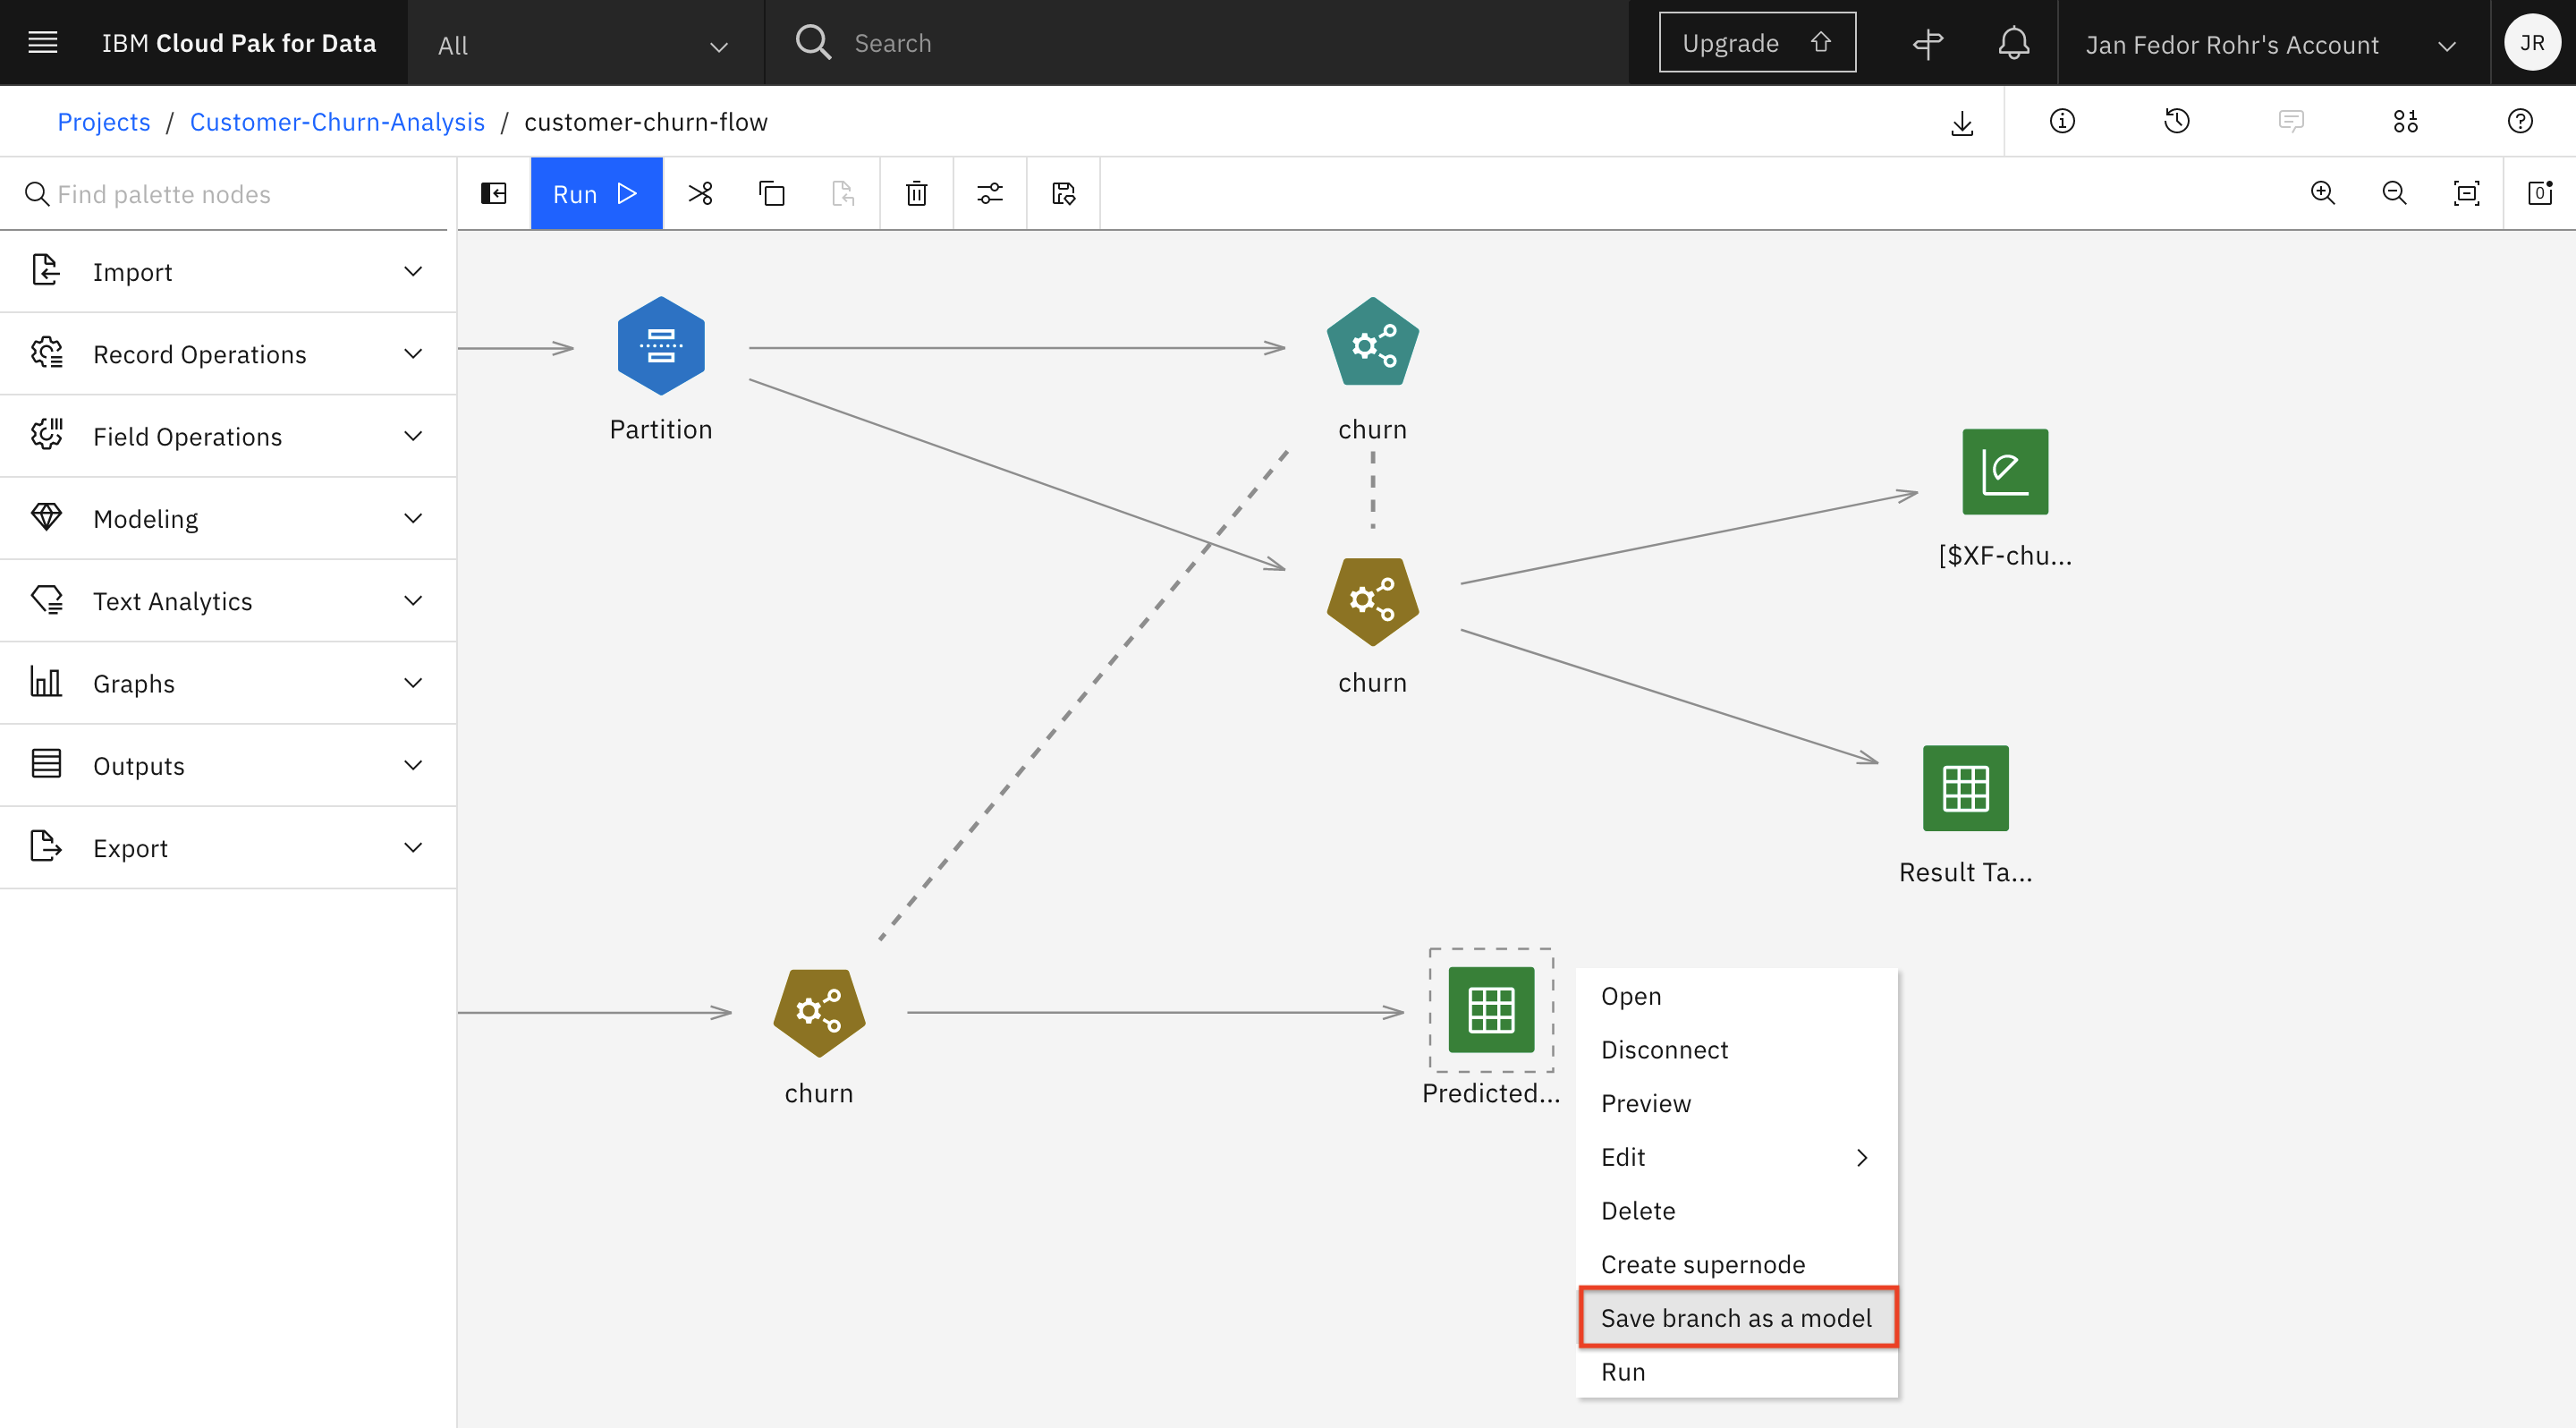 IBM Cloud Pak for Data
All
Search
Upgrade
Jan Fedor Rohr's Account
JR
Projects / Customer-Churn-Analysis / customer-churn-flow
Find palette nodes
Run
Import
Record Operations
Field Operations
Modeling
Text Analytics
Graphs
Outputs
Export
Partition
churn
[$XF-chu...
churn
Result Ta...
churn
Predicted...
Open
Disconnect
Preview
Edit
Delete
Create supernode
Save branch as a model
Run